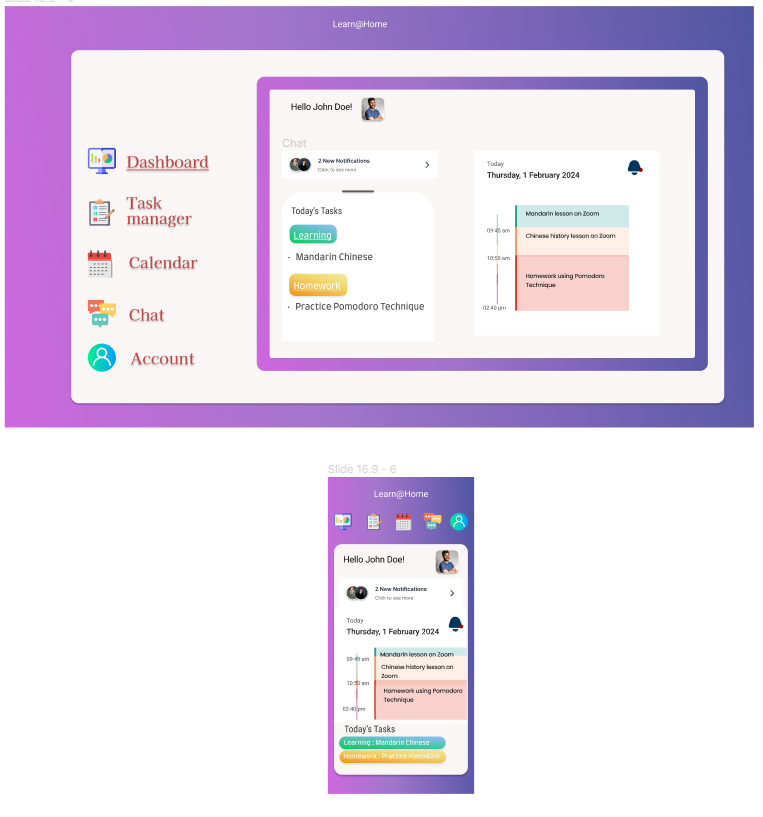 Slide 16:9 - 4
Learn@Home
Hello John Doe!
Chat
2 New Notifications
Click to see more
Today
Thursday, 1 February 2024
Dashboard
Task
manager
Calendar
Chat
Account
Today's Tasks
Learning
· Mandarin Chinese
Homework
· Practice Pomodoro Technique
Mandarin lesson on Zoom
09:45 am
Chinese history lesson on Zoom
10:50 am
Homework using Pomodoro
Technique
02:40 pm
Slide 16:9 - 6
Learn@Home
Hello John Doe!
2 New Notifications
Click to see more
Today
Thursday, 1 February 2024
Mandarin lesson on Zoom
09:45 am
Chinese history lesson on
Zoom
10:50 am
Homework using Pomodoro
Technique
02:40 pm
Today's Tasks
Learning : Mandarin Chinese
Homework : Practice Pomodoro